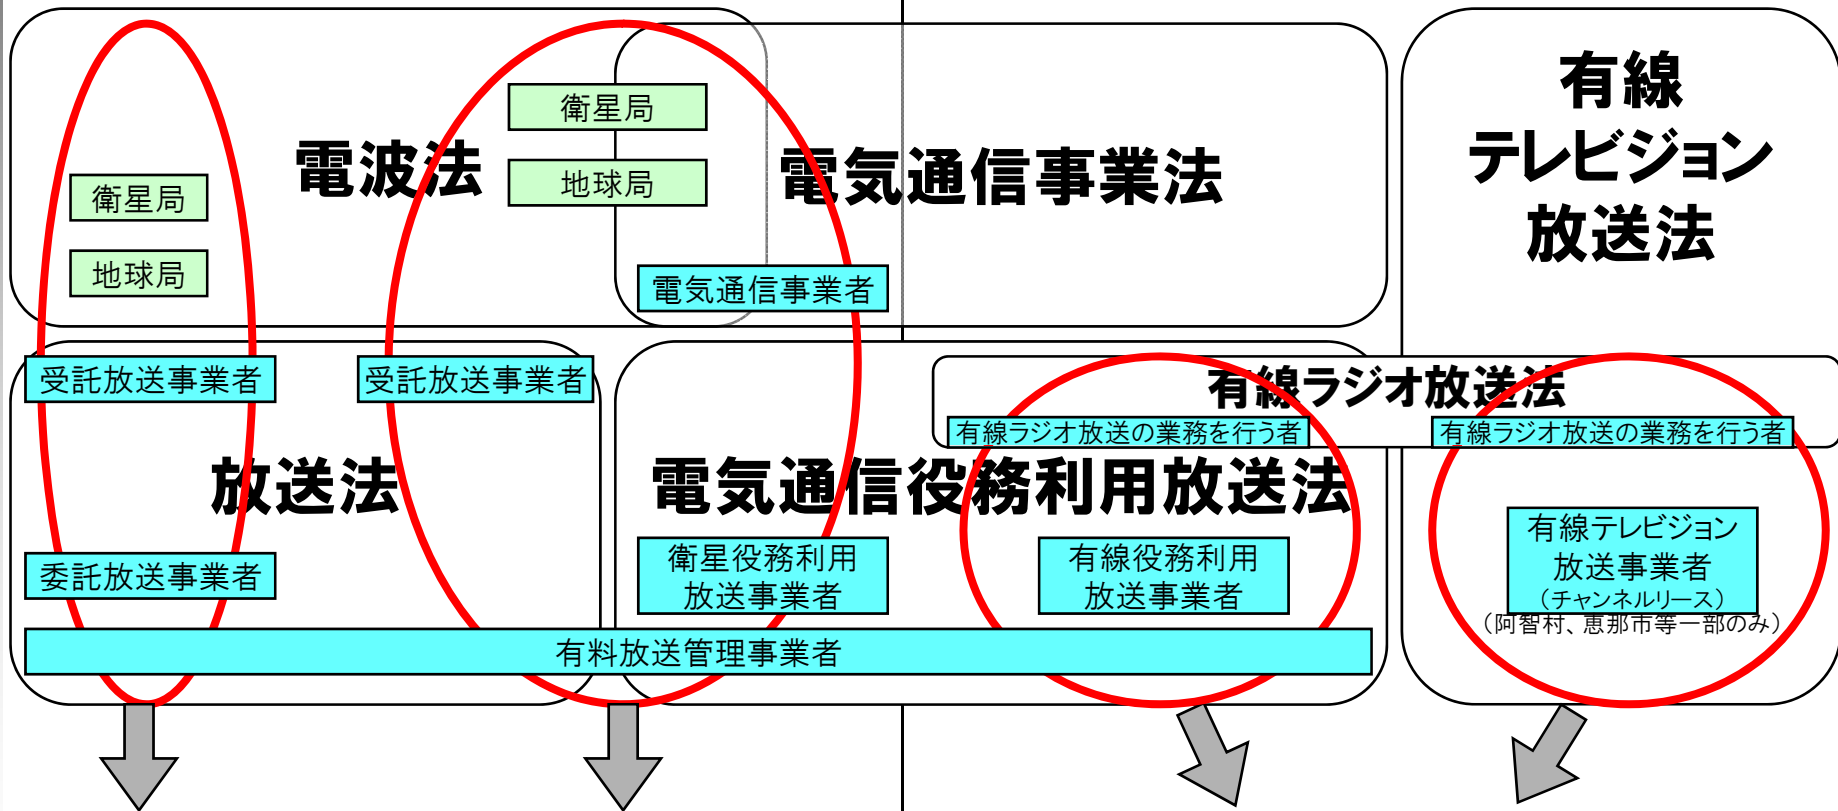 電波法
衛星局
地球局
衛星局
地球局
電気通信事業法
電気通信事業者
有線
テレビジョン
放送法
受託放送事業者
受託放送事業者
放送法
委託放送事業者
電気通信役務利用放送法
衛星役務利用
放送事業者
有線ラジオ放送法
有線ラジオ放送の業務を行う者
有線ラジオ放送の業務を行う者
有線役務利用
放送事業者
有線テレビジョン
放送事業者
（チャンネルリース）
（阿智村、恵那市等一部のみ）
有料放送管理事業者